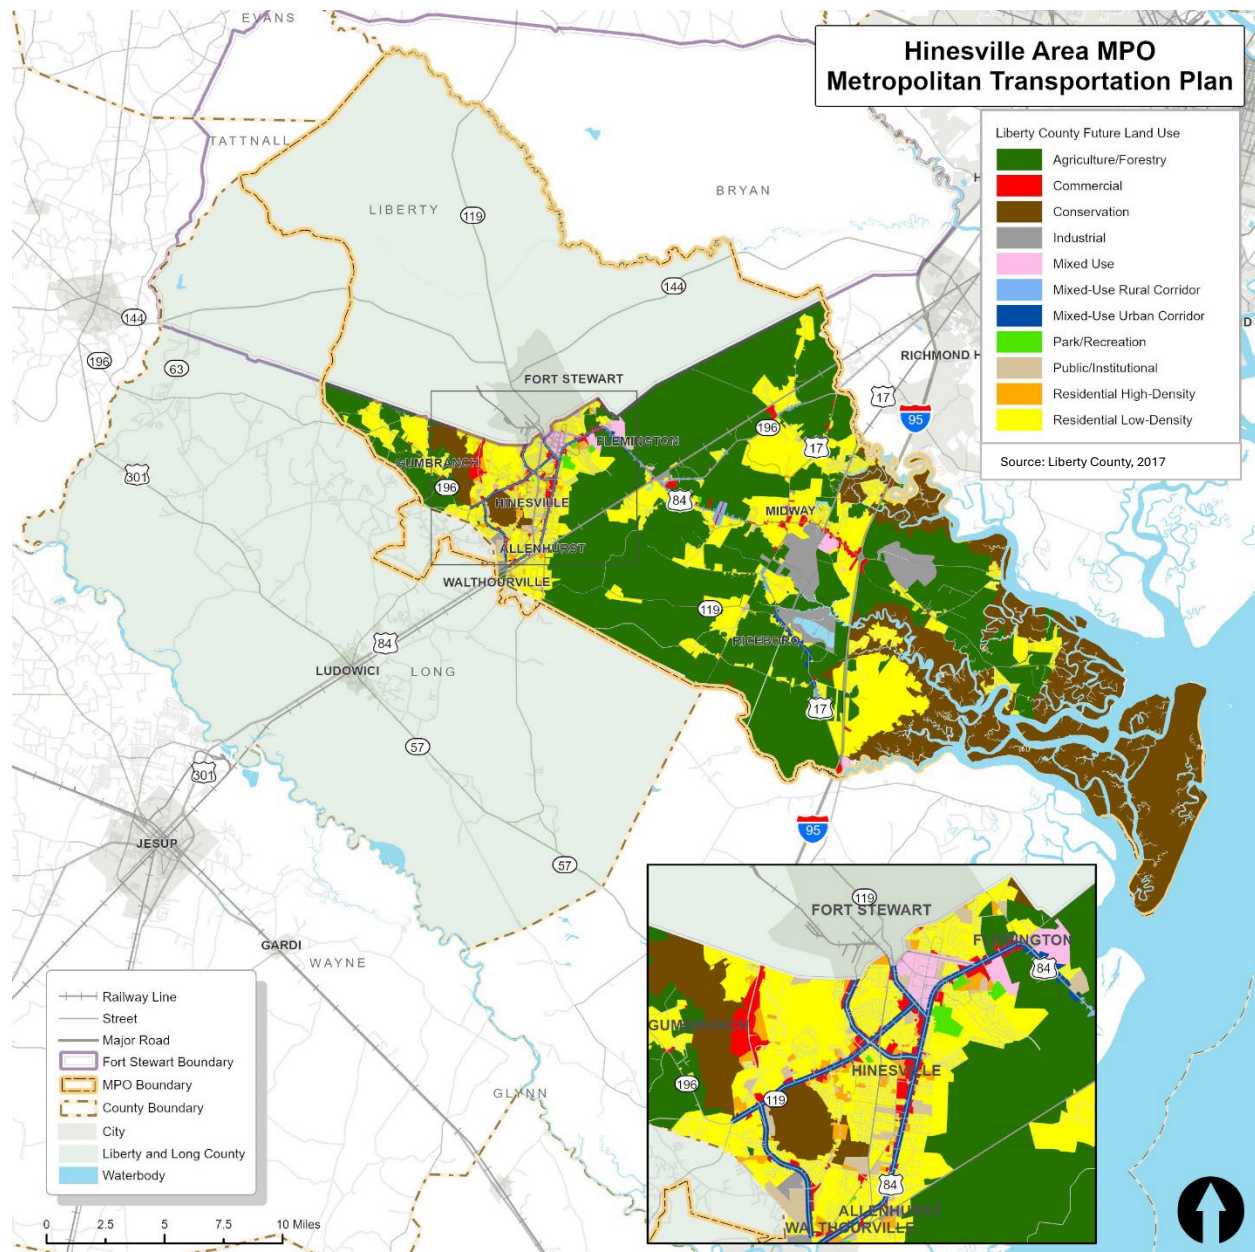 EVANS
Hinesville Area MPO
Metropolitan Transportation Plan
TATTNALL
BRYAN
LIBERTY
119
144
144
196
63
RICHMOND H
17
95
FORT STEWART
FLEMINGTON
196
17
GUMBRANCH
196
301
HINESVILLE
84
MIDWAY
ALLENHURST
WALTHOURVILLE
119
RICEBORO
84
LUDOWICI
LONG
17
57
301
JESUP
95
57
GARDI
WAYNE
GLYNN
Liberty County Future Land Use
Agriculture/Forestry
Commercial
Conservation
Industrial
Mixed Use
Mixed-Use Rural Corridor
Mixed-Use Urban Corridor
Park/Recreation
Public/Institutional
Residential High-Density
Residential Low-Density
Source: Liberty County, 2017
D
Railway Line
Street
Major Road
Fort Stewart Boundary
MPO Boundary
County Boundary
City
Liberty and Long County
Waterbody
0 2.5 5 7.5 10 Miles
119
FORT STEWART
FLEMINGTON
84
GUMBRANCH
HINESVILLE
196
119
84
ALLENHURST
WALTHOURVILLE